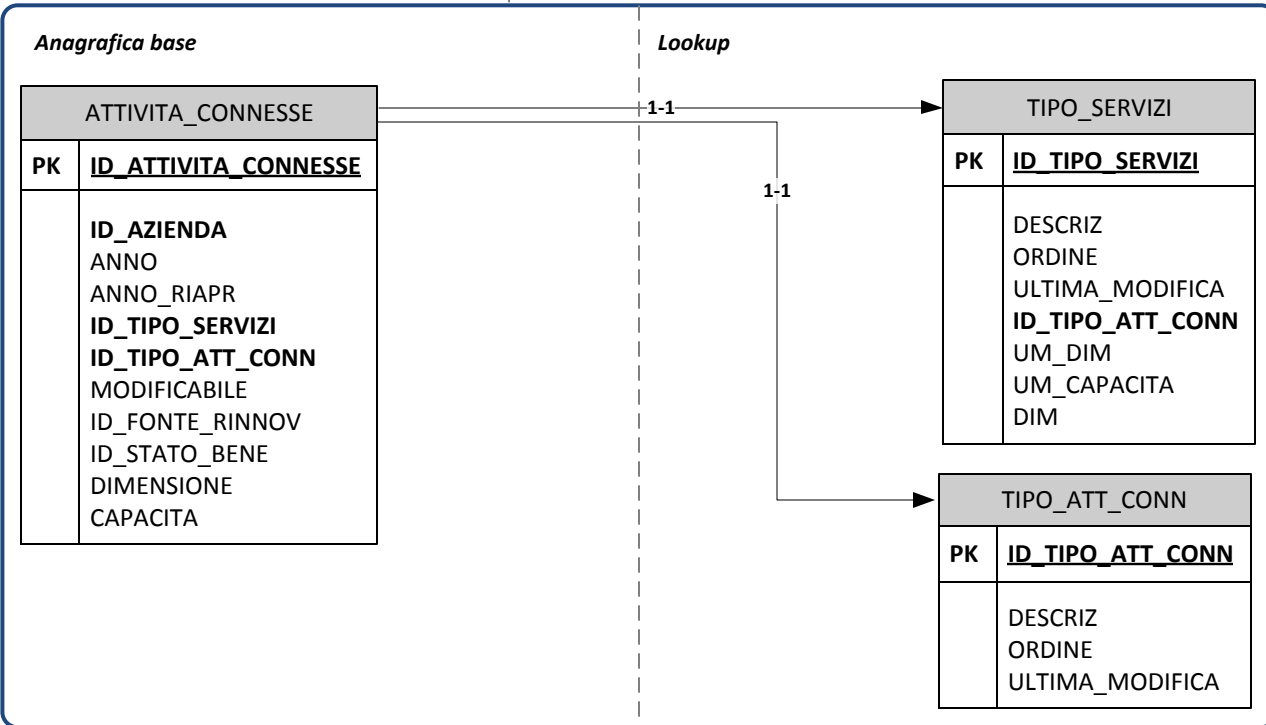 Anagrafica base
Lookup
ATTIVITA_CONNESSE
PK ID_ATTIVITA_CONNESSE
ID_AZIENDA
ANNO
ANNO_RIAPR
ID_TIPO_SERVIZI
ID_TIPO_ATT_CONN
MODIFICABILE
ID_FONTE_RINNOV
ID_STATO_BENE
DIMENSIONE
CAPACITA
1-1
1-1
TIPO_SERVIZI
PK ID_TIPO_SERVIZI
DESCRIZ
ORDINE
ULTIMA_MODIFICA
ID_TIPO_ATT_CONN
UM_DIM
UM_CAPACITA
DIM
TIPO_ATT_CONN
PK ID_TIPO_ATT_CONN
DESCRIZ
ORDINE
ULTIMA_MODIFICA